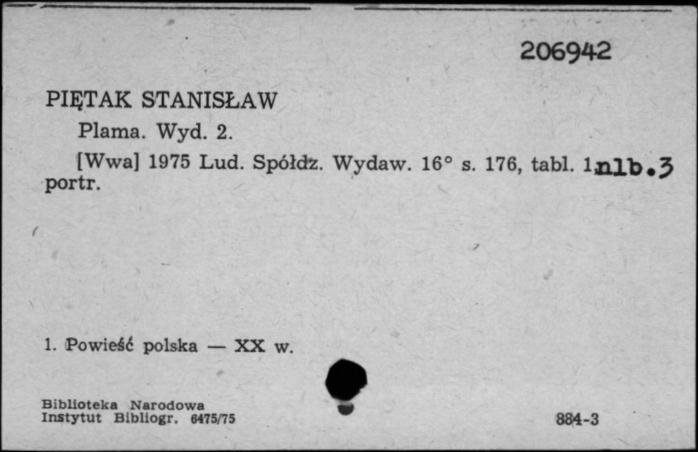 206942
PIĘTAK STANISŁAW
Plama. Wyd. 2.
[Wwa] 1975 Lud. Spółdz. Wydaw. 16° s. 176, tabl. 1, nlb.3
portr.
1. Powieść polska — XX w.
Biblioteka Narodowa
Instytut Bibliogr. 6475/75
884-3